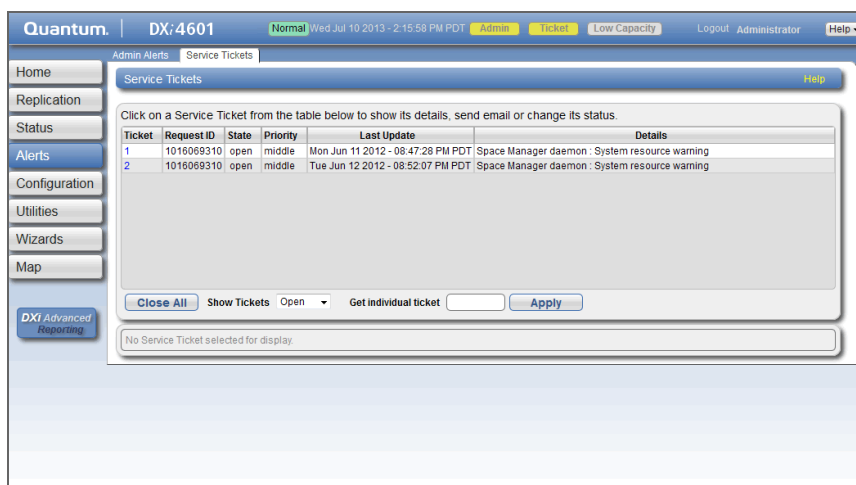 Quantum. DXi4601 Normal Wed Jul 10 2013 - 2:15:58 PM PDT Admin Ticket Low Capacity Logout Administrator Help
Admin Alerts Service Tickets
Home
Replication
Status
Alerts
Configuration
Utilities
Wizards
Map
DXi Advanced
Reporting
Service Tickets Help
Click on a Service Ticket from the table below to show its details, send email or change its status.
Ticket Request ID State Priority Last Update Details
1 1016069310 open middle Mon Jun 11 2012 - 08:47:28 PM PDT Space Manager daemon : System resource warning
2 1016069310 open middle Tue Jun 12 2012 - 08:52:07 PM PDT Space Manager daemon : System resource warning
Close All Show Tickets Open Get individual ticket Apply
No Service Ticket selected for display.